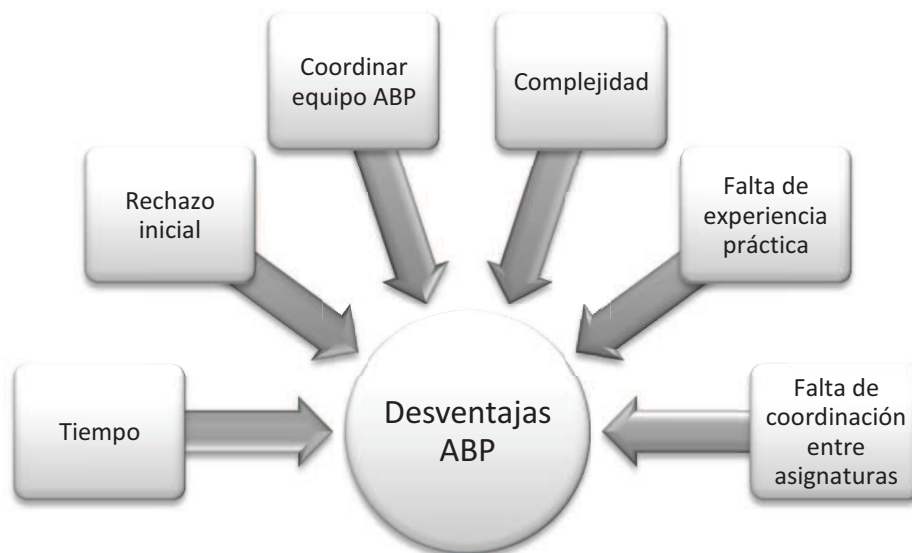 Coordinar
equipo ABP
Complejidad
Rechazo
inicial
Falta de
experiencia
práctica
Tiempo
Desventajas
ABP
Falta de
coordinación
entre
asignaturas